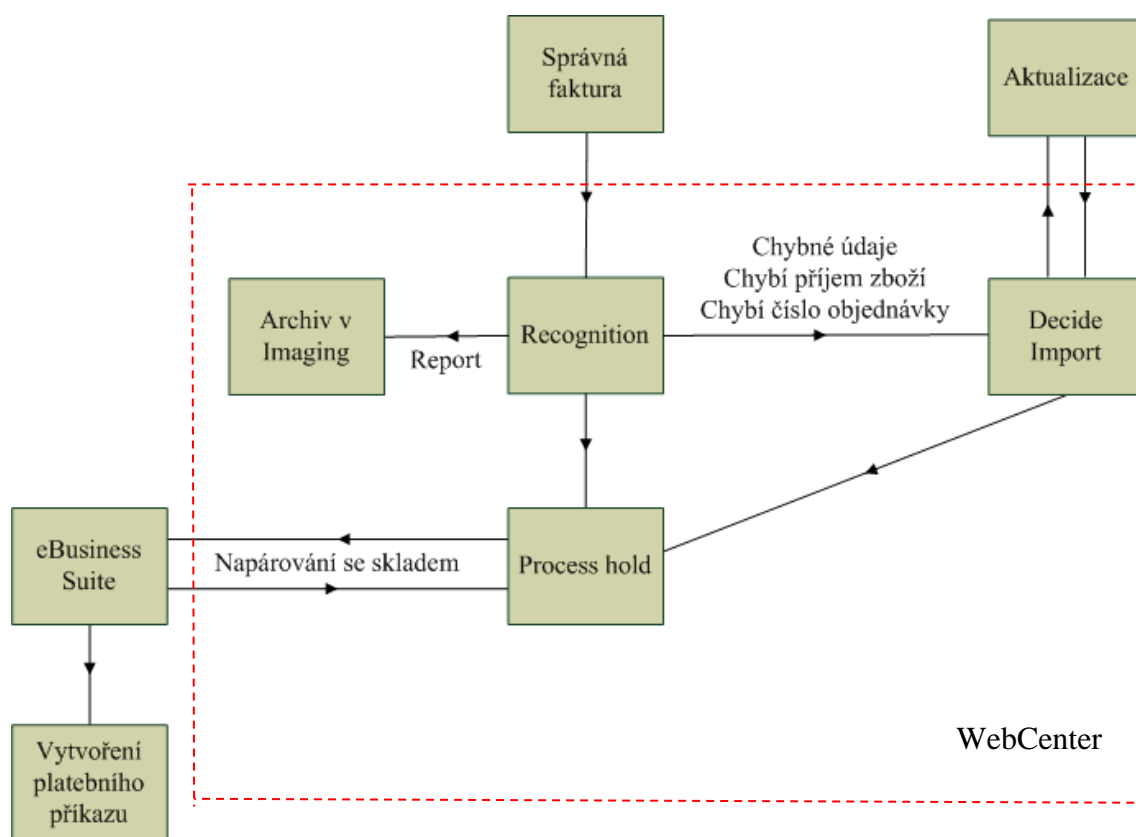 Správná
faktura
Aktualizace
Chybné údaje
Chybí příjem zboží
Chybí číslo objednávky
Archiv v
Imaging
Report
Recognition
Decide
Import
eBusiness
Suite
Napárování se skladem
Process hold
WebCenter
Vytvoření
platebního
příkazu